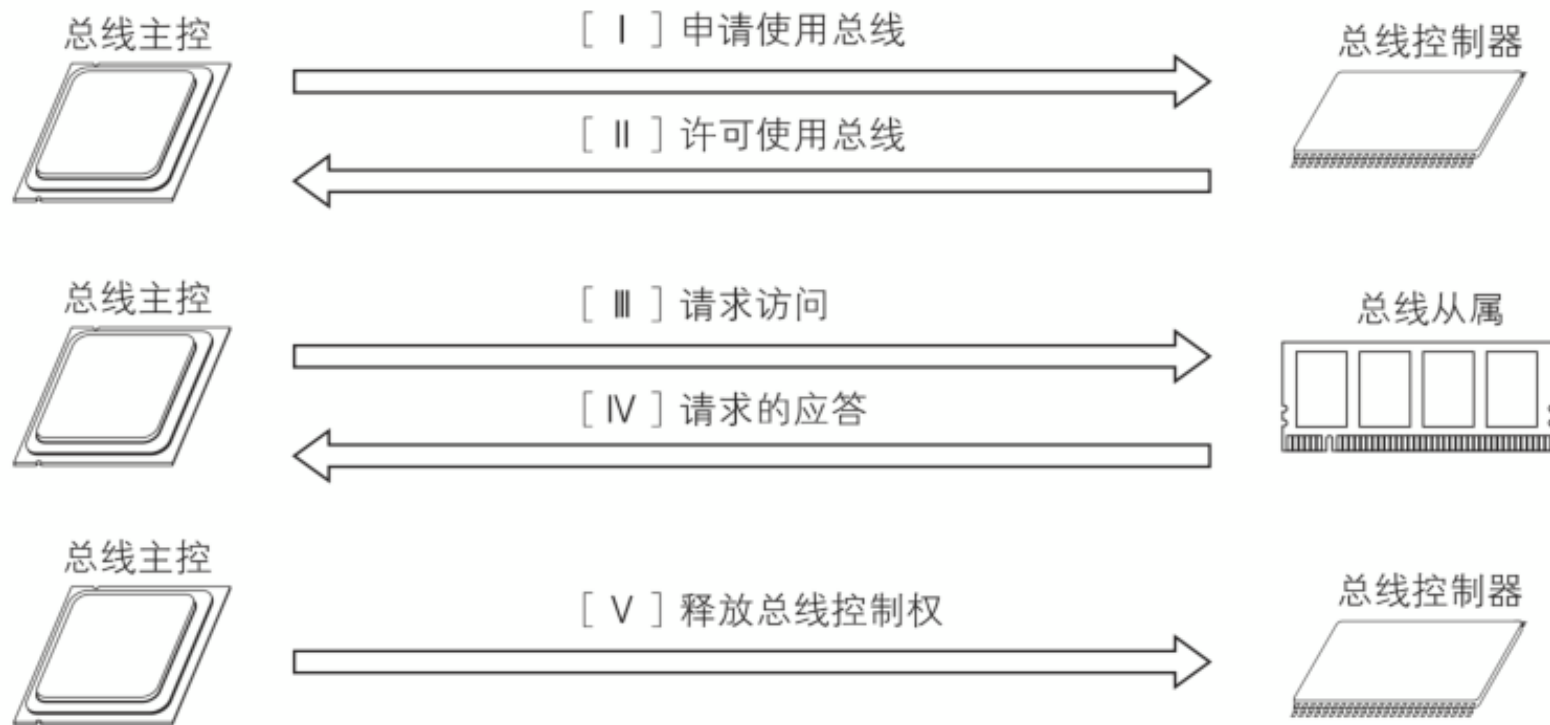 总线主控
[ Ⅰ ] 申请使用总线
总线控制器
[ Ⅱ ] 许可使用总线
总线主控
[ Ⅲ ] 请求访问
总线从属
[ Ⅳ ] 请求的应答
总线主控
[ Ⅴ ] 释放总线控制权
总线控制器